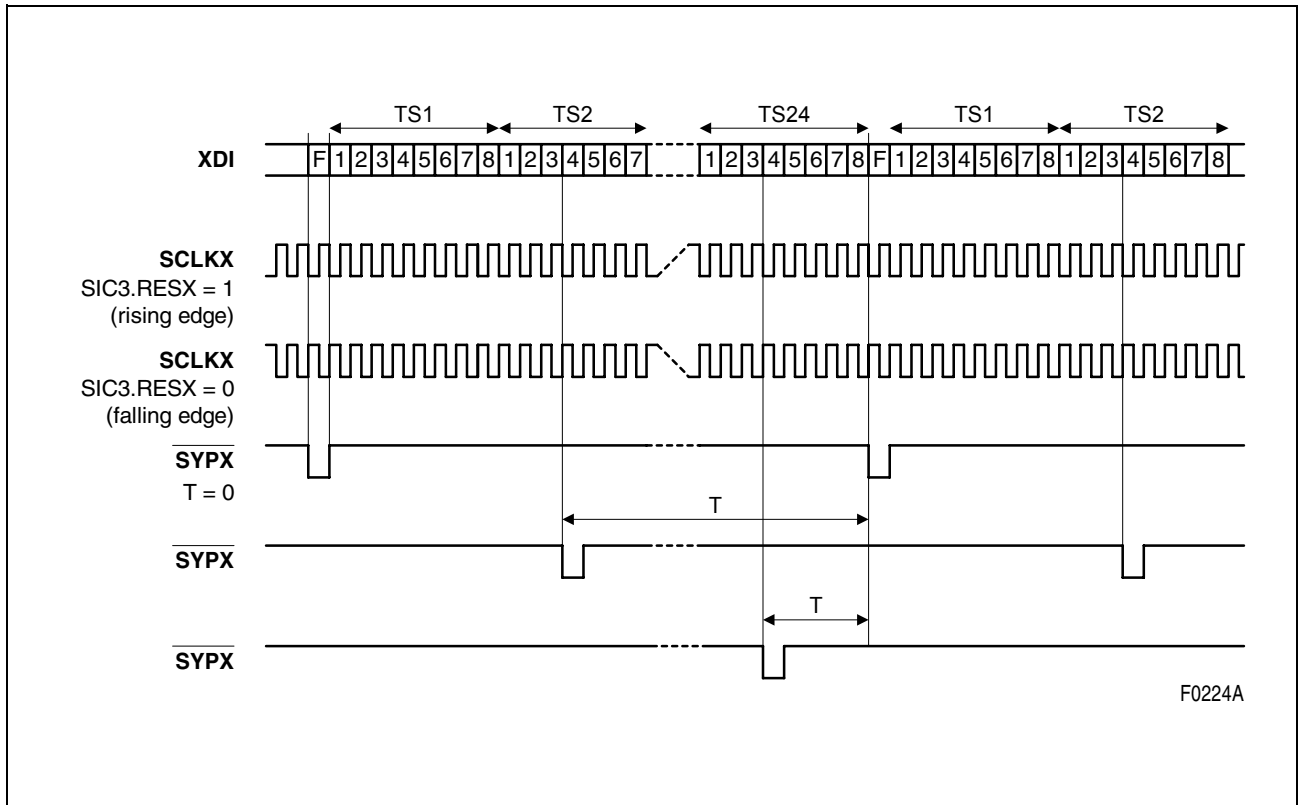 TS1 TS2 TS24 TS1 TS2
XDI F 1 2 3 4 5 6 7 8 1 2 3 4 5 6 7 1 2 3 4 5 6 7 8 F 1 2 3 4 5 6 7 8 1 2 3 4 5 6 7 8
SCLKX
SIC3.RESX = 1
(rising edge)
SCLKX
SIC3.RESX = 0
(falling edge)
SYPX
T = 0
T
SYPX
T
SYPX
F0224A